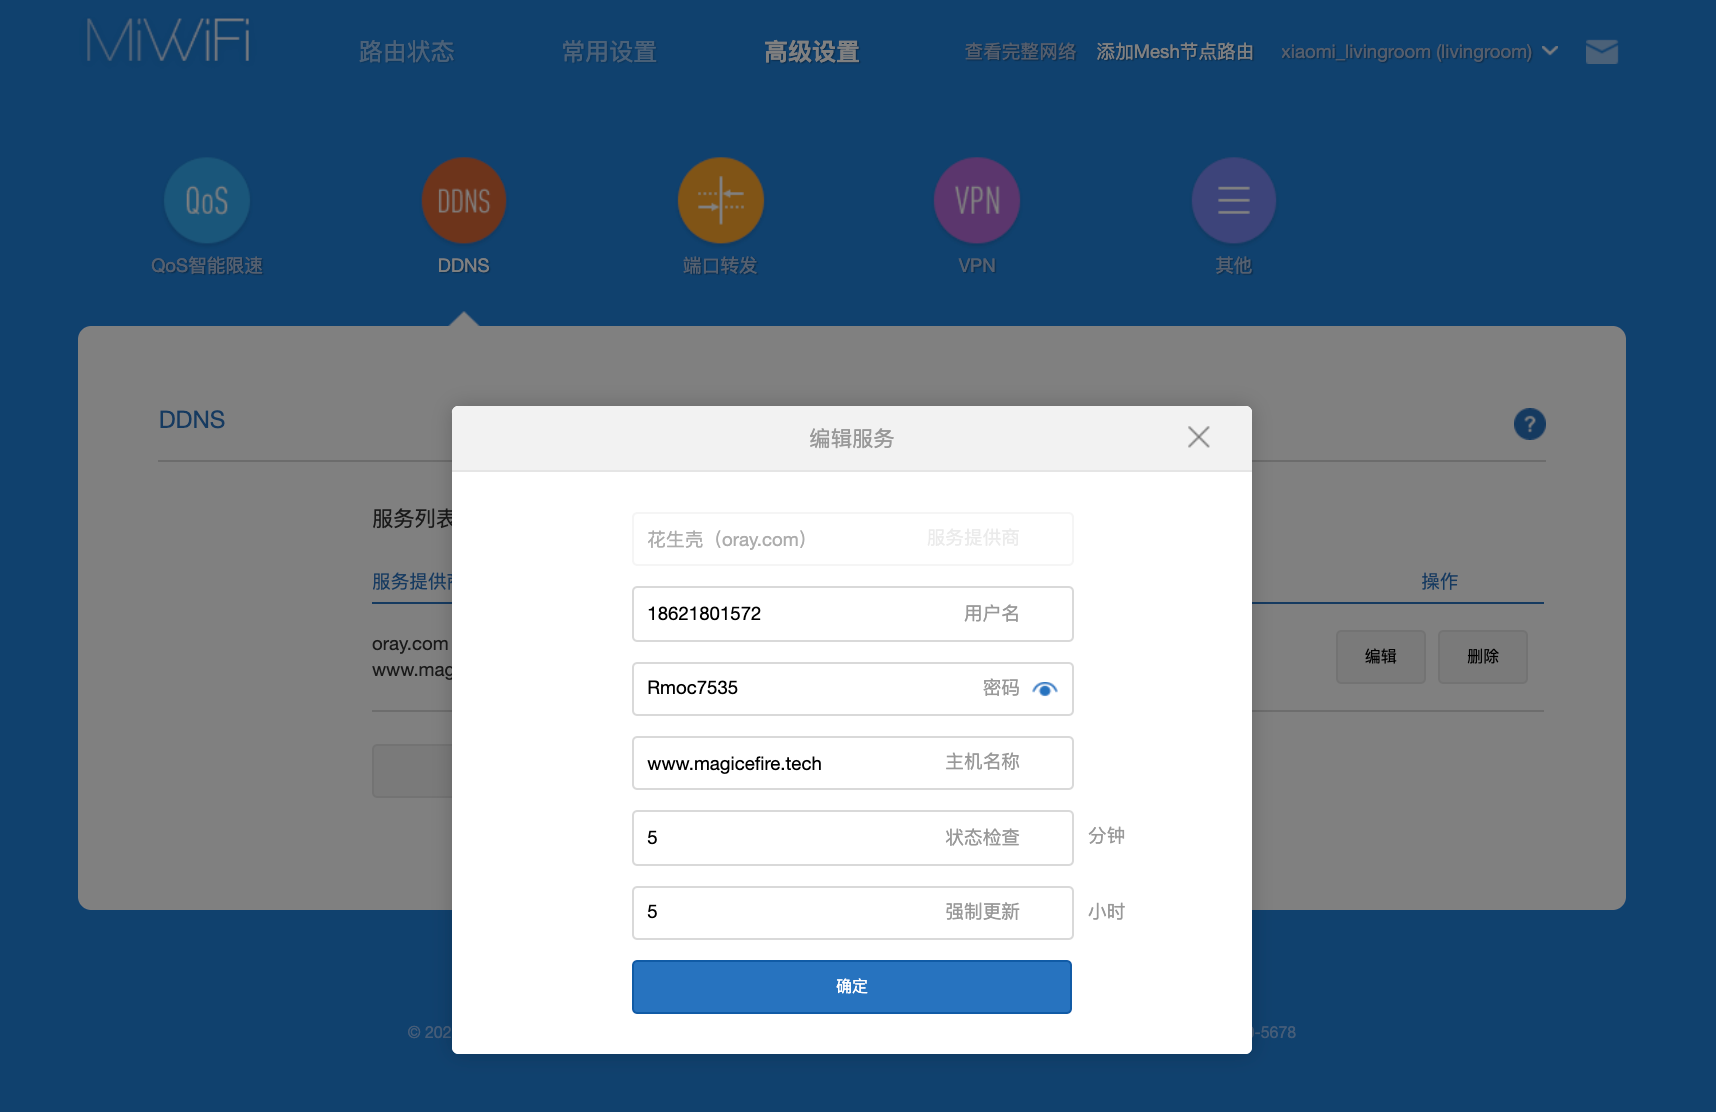 MiWiFi
路由状态
常用设置
高级设置
查看完整网络
添加Mesh节点路由
xiaomi_livingroom (livingroom)
QoS
DDNS
VPN
QoS智能限速
DDNS
端口转发
VPN
其他
DDNS
?
编辑服务
服务列表
花生壳（oray.com） 服务提供商
服务提供商
操作
18621801572 用户名
oray.com
www.mag
编辑
删除
Rmoc7535 密码
www.magicefire.tech 主机名称
5 状态检查 分钟
5 强制更新 小时
确定
© 202
-5678